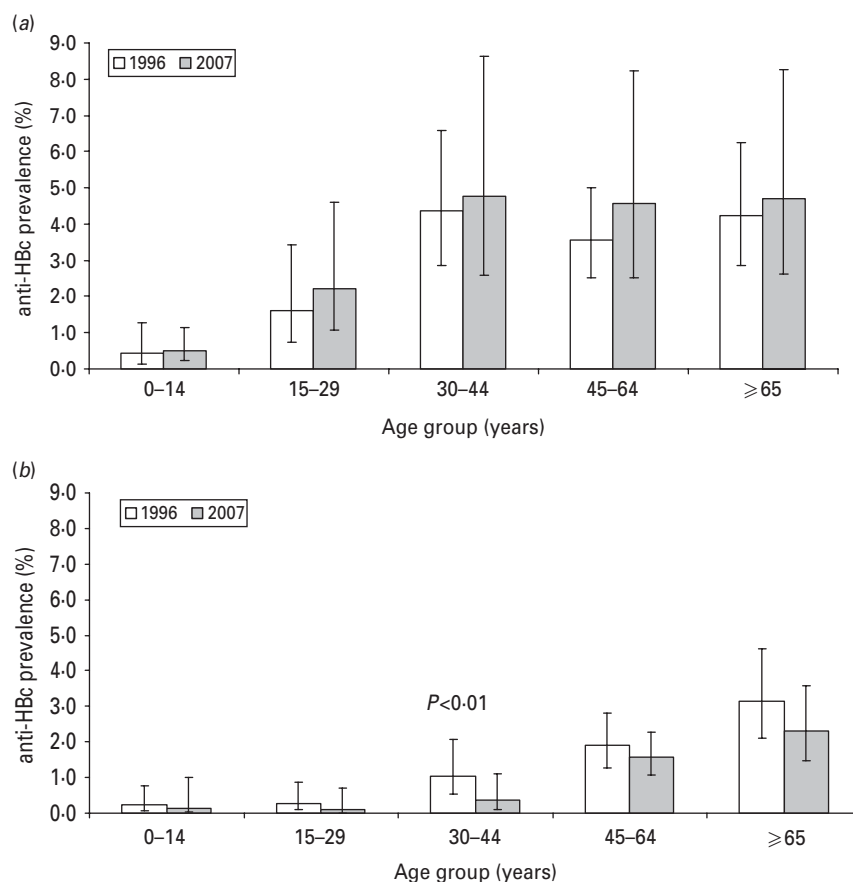 (a)
9·0
8·0
7·0
6·0
5·0
4·0
3·0
2·0
1·0
0·0
anti-HBc prevalence (%)
1996 2007
0–14 15–29 30–44 45–64 ⩾65
Age group (years)
(b)
9·0
8·0
7·0
6·0
5·0
4·0
3·0
2·0
1·0
0·0
anti-HBc prevalence (%)
1996 2007
P<0·01
0–14 15–29 30–44 45–64 ⩾65
Age group (years)